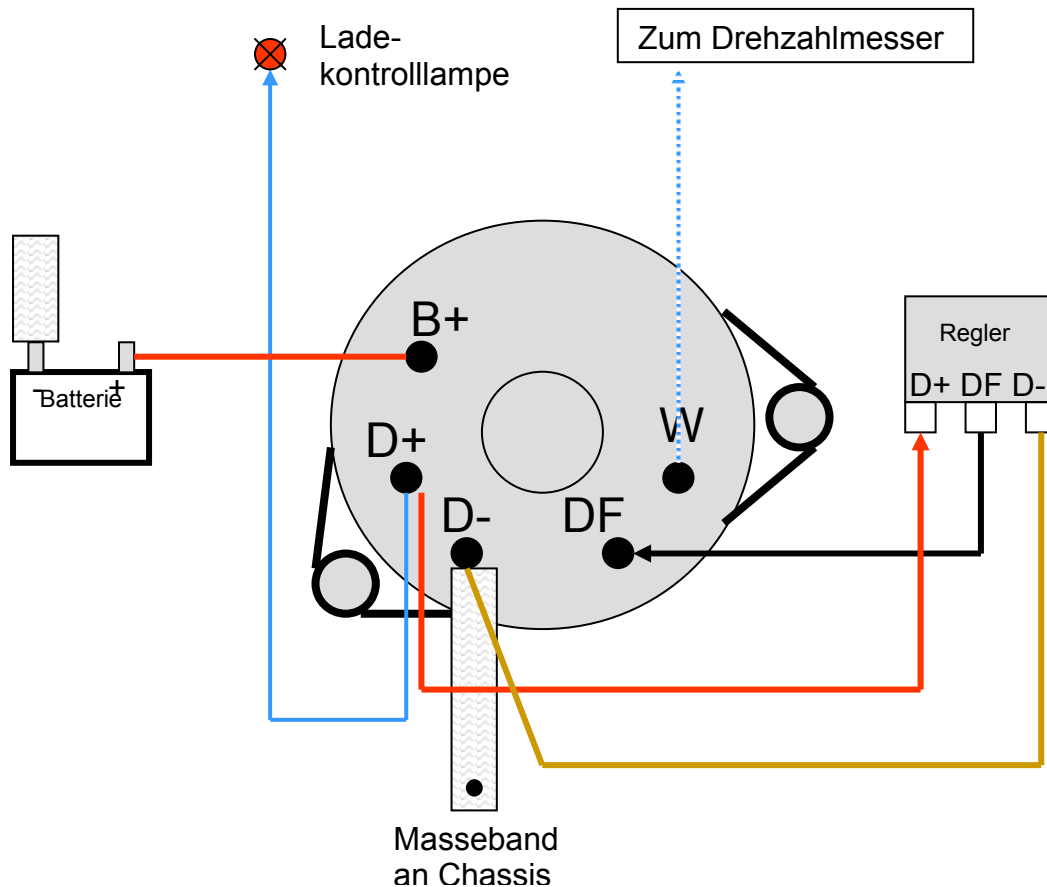 Lade-
kontrolllampe
Zum Drehzahlmesser
B+
Regler
D+ DF D-
- +
Batterie
D+
W
D-
DF
Masseband
an Chassis